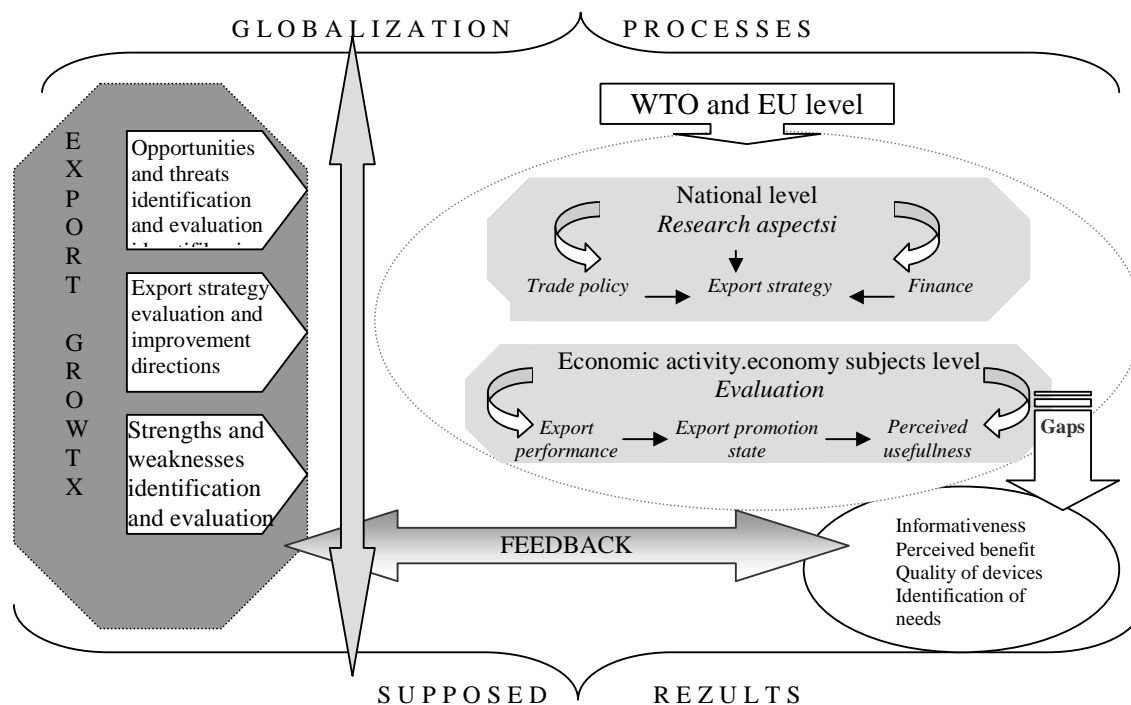 GLOBALIZATION PROCESSES
EXPORT GROWTX
Opportunities
and threats
identification
and evaluation
Export strategy
evaluation and
improvement
directions
Strengths and
weaknesses
identification
and evaluation
WTO and EU level
National level
Research aspectsi
Trade policy
Export strategy
Finance
Economic activity.economy subjects level
Evaluation
Export
performance
Export promotion
state
Perceived
usefullness
Gaps
FEEDBACK
Informativeness
Perceived benefit
Quality of devices
Identification of
needs
SUPPOSED REZULTS